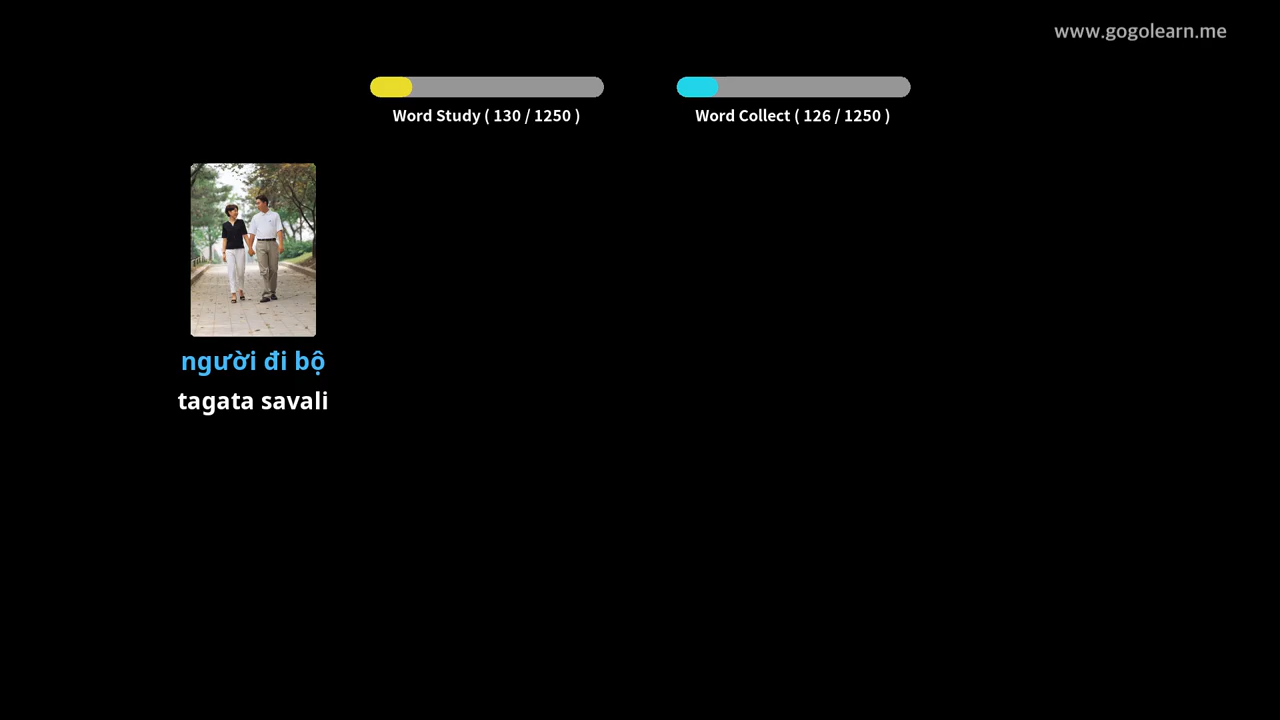 www.gogolearn.me
Word Study ( 130 / 1250 )
Word Collect ( 126 / 1250 )
người đi bộ
tagata savali